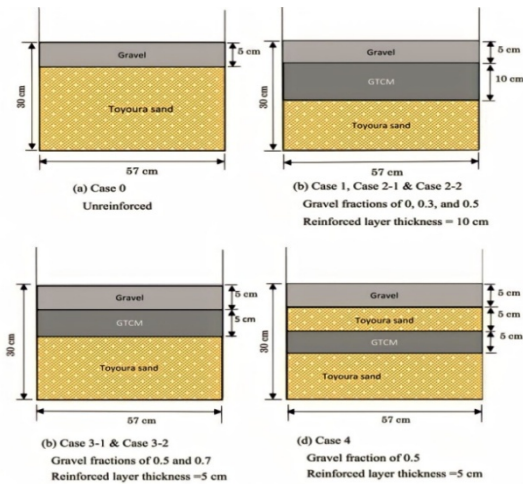 Gravel
5 cm
30 cm
Toyoura sand
57 cm
(a) Case 0
Unreinforced
Gravel
5 cm
GTCM
10 cm
30 cm
Toyoura sand
57 cm
(b) Case 1, Case 2-1 & Case 2-2
Gravel fractions of 0, 0.3, and 0.5
Reinforced layer thickness = 10 cm
Gravel
5 cm
GTCM
5 cm
30 cm
Toyoura sand
57 cm
(b) Case 3-1 & Case 3-2
Gravel fractions of 0.5 and 0.7
Reinforced layer thickness =5 cm
Gravel
5 cm
Toyoura sand
5 cm
30 cm
GTCM
5 cm
Toyoura sand
57 cm
(d) Case 4
Gravel fraction of 0.5
Reinforced layer thickness=5 cm